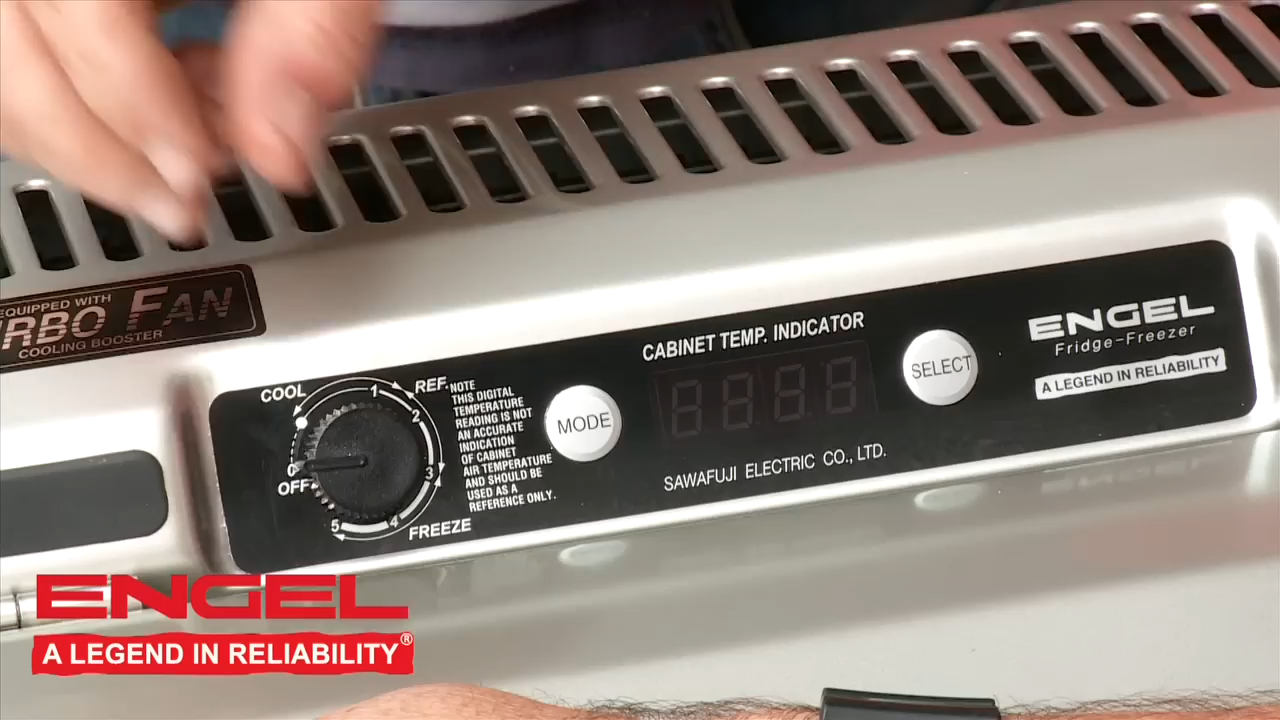 EQUIPPED WITH
RBO FAN
COOLING BOOSTER
COOL
1
REF.
2
3
4
5
0
OFF
FREEZE
NOTE
THIS DIGITAL
TEMPERATURE
READING IS NOT
AN ACCURATE
INDICATION
OF CABINET
AIR TEMPERATURE
AND SHOULD BE
USED AS A
REFERENCE ONLY.
MODE
CABINET TEMP. INDICATOR
SAWAFUJI ELECTRIC CO., LTD.
SELECT
ENGEL
Fridge-Freezer
A LEGEND IN RELIABILITY
ENGEL
A LEGEND IN RELIABILITY®